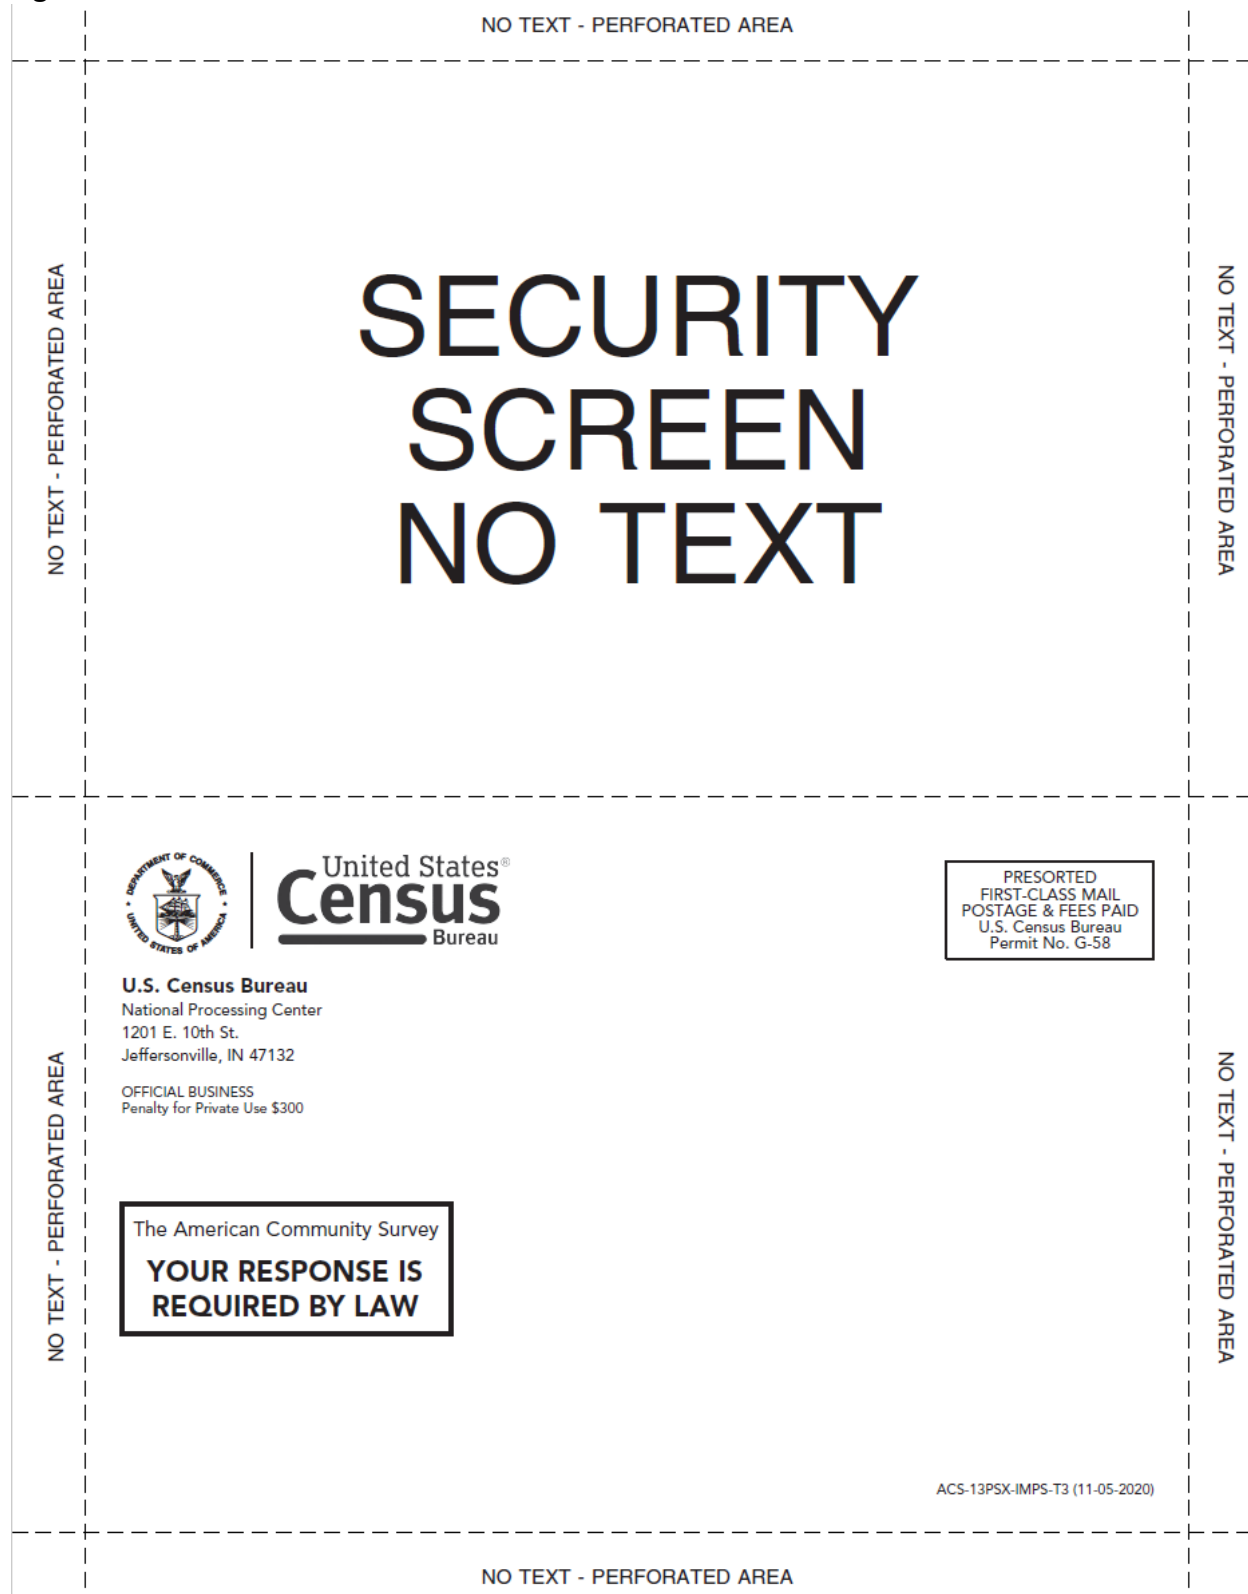 NO TEXT - PERFORATED AREA
NO TEXT - PERFORATED AREA
SECURITY
SCREEN
NO TEXT
NO TEXT - PERFORATED AREA
DEPARTMENT OF COMMERCE
UNITED STATES OF AMERICA
United States®
Census
Bureau
PRESORTED
FIRST-CLASS MAIL
POSTAGE & FEES PAID
U.S. Census Bureau
Permit No. G-58
U.S. Census Bureau
National Processing Center
1201 E. 10th St.
Jeffersonville, IN 47132
OFFICIAL BUSINESS
Penalty for Private Use $300
NO TEXT - PERFORATED AREA
The American Community Survey
YOUR RESPONSE IS
REQUIRED BY LAW
NO TEXT - PERFORATED AREA
ACS-13PSX-IMPS-T3 (11-05-2020)
NO TEXT - PERFORATED AREA